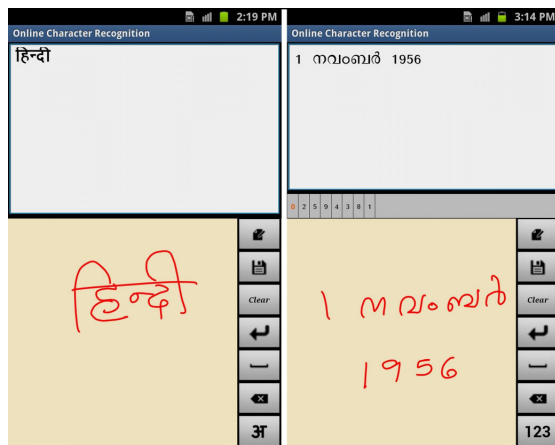 2:19 PM
Online Character Recognition
हिन्दी
हिन्दी
Clear
अ
3:14 PM
Online Character Recognition
1 നവംബർ 1956
0 2 5 9 4 3 8 1
1 നവംബർ
1956
Clear
123